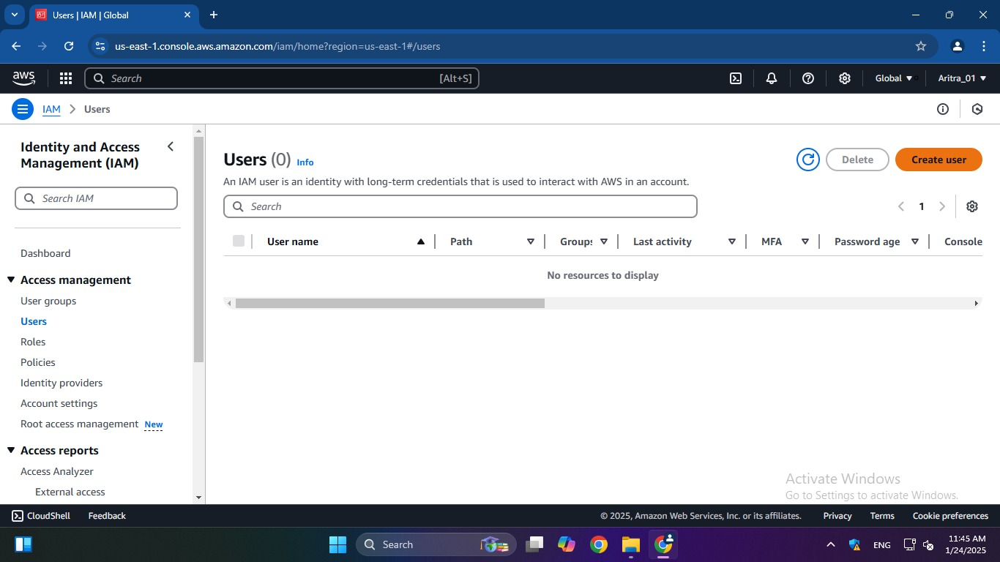 Users | IAM | Global
us-east-1.console.aws.amazon.com/iam/home?region=us-east-1#/users
aws
Search
[Alt+S]
Global
Aritra_01
IAM
Users
Identity and Access
Management (IAM)
Search IAM
Dashboard
Access management
User groups
Users
Roles
Policies
Identity providers
Account settings
Root access management New
Access reports
Access Analyzer
External access
Users (0) Info
Delete
Create user
An IAM user is an identity with long-term credentials that is used to interact with AWS in an account.
Search
1
User name
Path
Groups
Last activity
MFA
Password age
Console
No resources to display
Activate Windows
Go to Settings to activate Windows.
CloudShell
Feedback
© 2025, Amazon Web Services, Inc. or its affiliates.
Privacy
Terms
Cookie preferences
Search
ENG
11:45 AM
1/24/2025